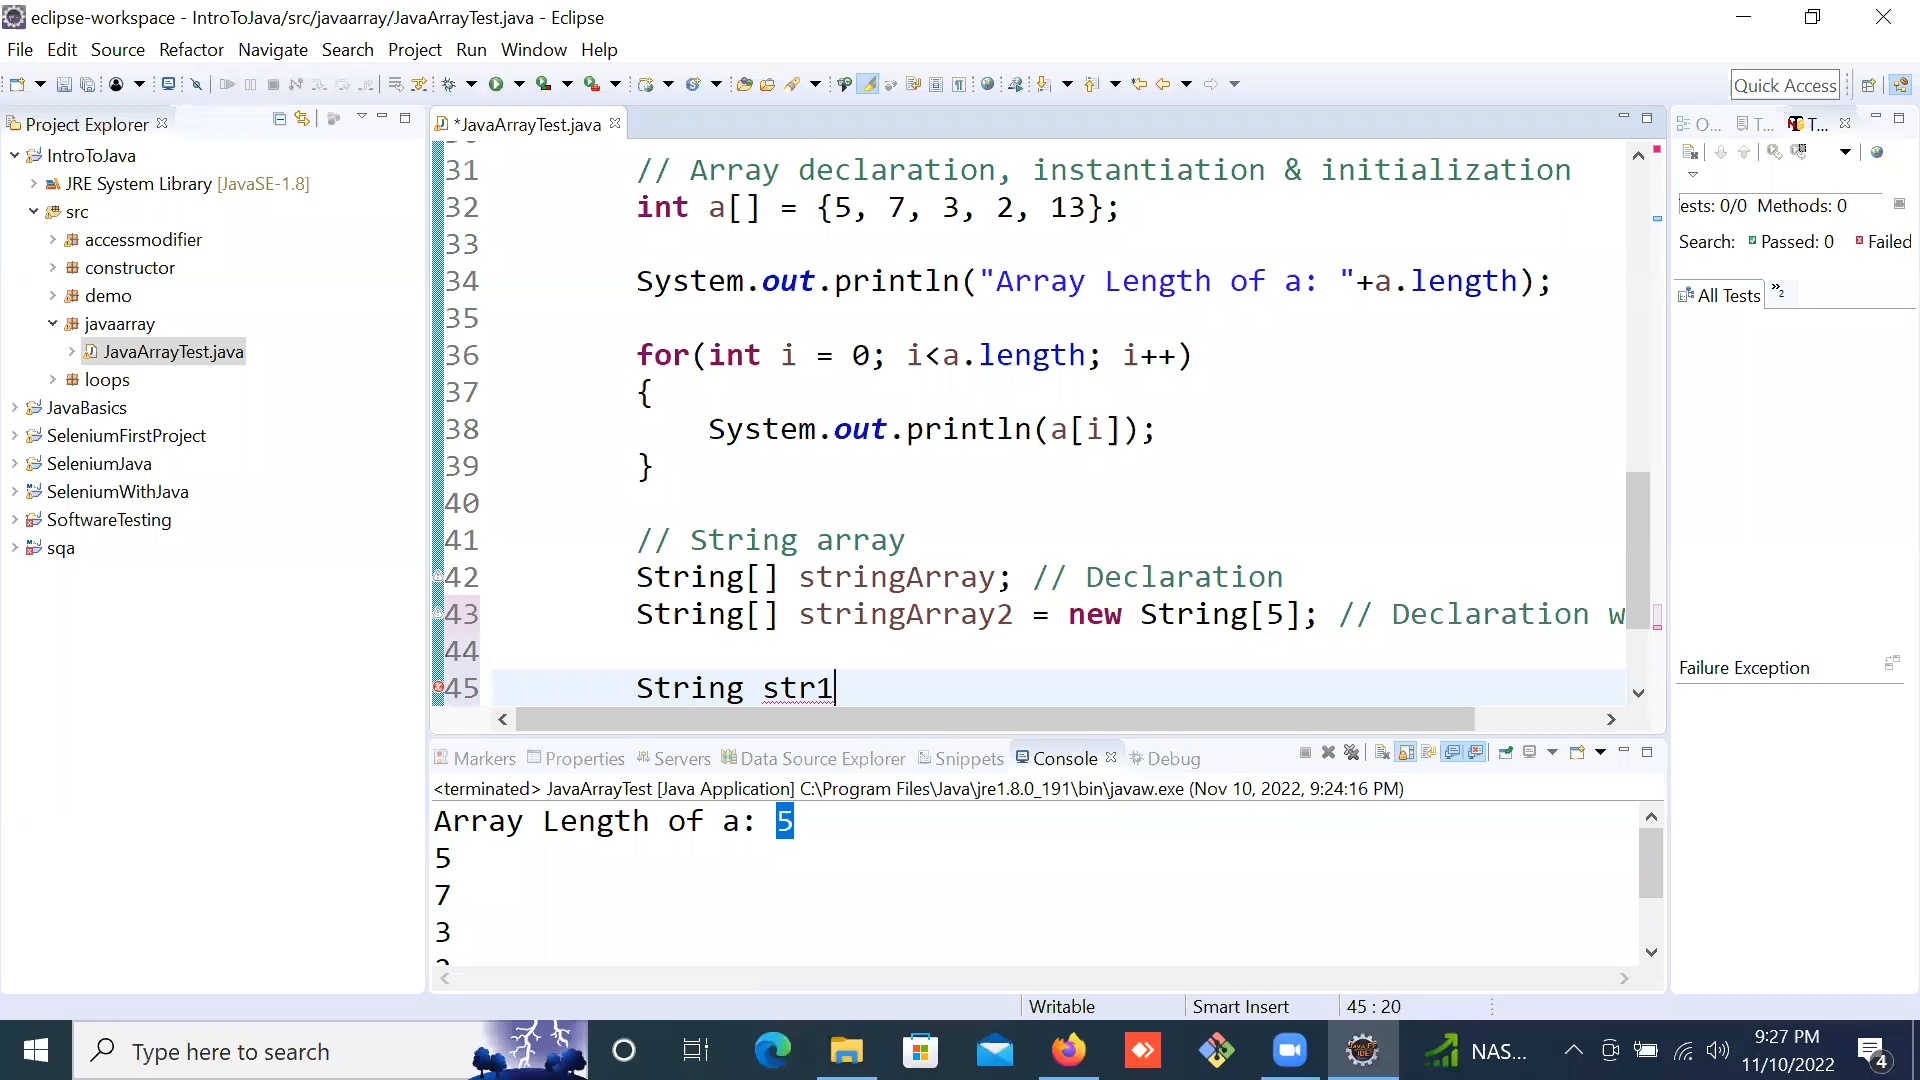 eclipse-workspace - IntroToJava/src/javaarray/JavaArrayTest.java - Eclipse
File Edit Source Refactor Navigate Search Project Run Window Help
Quick Access
Project Explorer
IntroToJava
JRE System Library [JavaSE-1.8]
src
accessmodifier
constructor
demo
javaarray
JavaArrayTest.java
loops
JavaBasics
SeleniumFirstProject
SeleniumJava
SeleniumWithJava
SoftwareTesting
sqa
*JavaArrayTest.java
31 // Array declaration, instantiation & initialization
32 int a[] = {5, 7, 3, 2, 13};
33
34 System.out.println("Array Length of a: "+a.length);
35
36 for(int i = 0; i<a.length; i++)
37 {
38 System.out.println(a[i]);
39 }
40
41 // String array
42 String[] stringArray; // Declaration
43 String[] stringArray2 = new String[5]; // Declaration w
44
45 String str1
O... T... T...
ests: 0/0 Methods: 0
Search: Passed: 0 Failed
All Tests »2
Failure Exception
Markers Properties Servers Data Source Explorer Snippets Console Debug
<terminated> JavaArrayTest [Java Application] C:\Program Files\Java\jre1.8.0_191\bin\javaw.exe (Nov 10, 2022, 9:24:16 PM)
Array Length of a: 5
5
7
3
Writable Smart Insert 45 : 20
Type here to search
NAS...
9:27 PM
11/10/2022
4